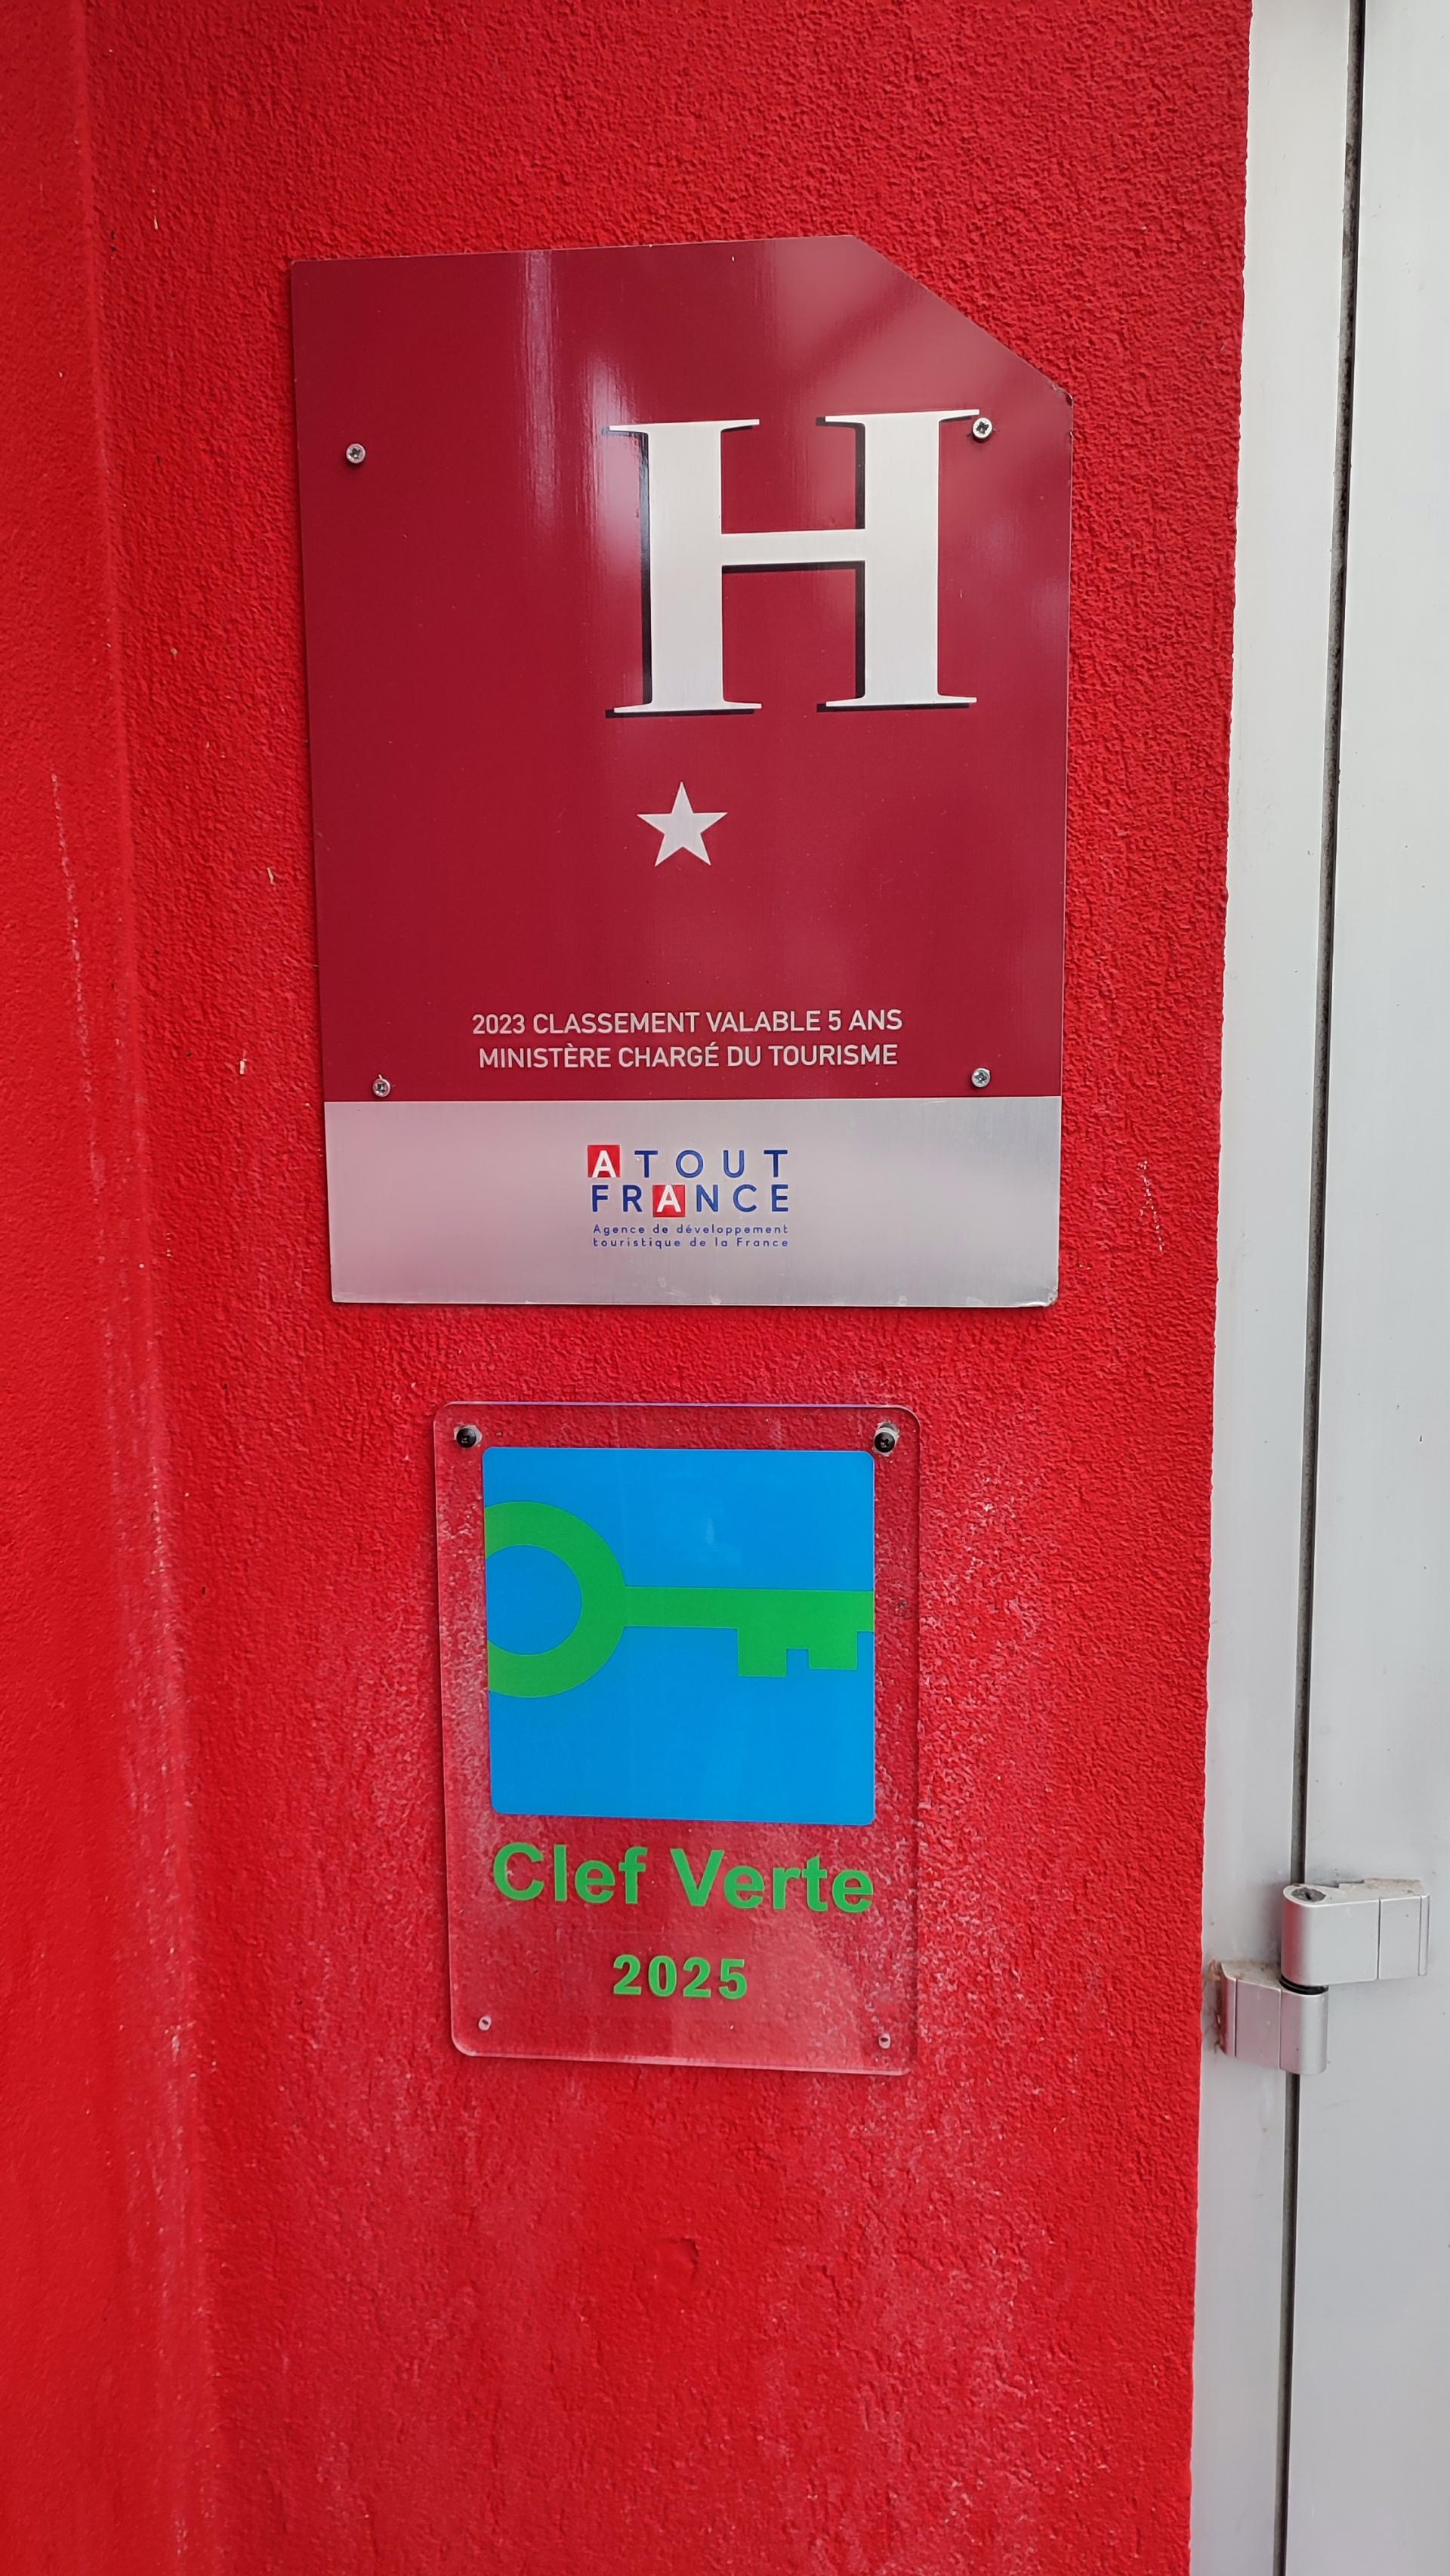 H
2023 CLASSEMENT VALABLE 5 ANS
MINISTÈRE CHARGÉ DU TOURISME
ATOUT
FRANCE
Agence de développement
touristique de la France
Clef Verte
2025